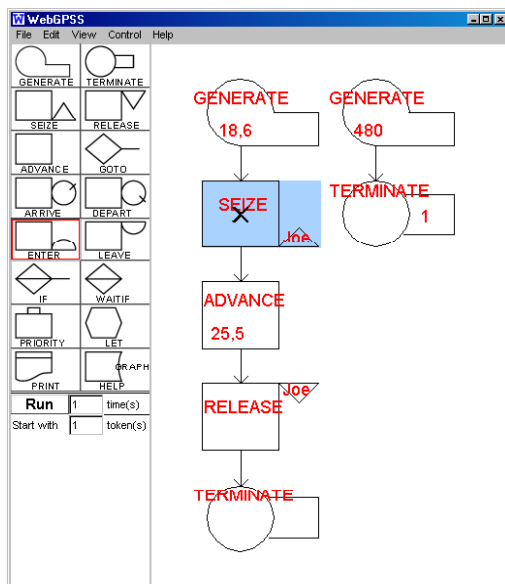 WebGPSS
File Edit View Control Help
GENERATE TERMINATE
SEIZE RELEASE
ADVANCE GOTO
ARRIVE DEPART
ENTER LEAVE
IF WAITIF
PRIORITY LET
GRAPH
PRINT HELP
Run 1 time(s)
Start with 1 token(s)
GENERATE
18,6
SEIZE
Joe
ADVANCE
25,5
RELEASE
Joe
TERMINATE
GENERATE
480
TERMINATE
1